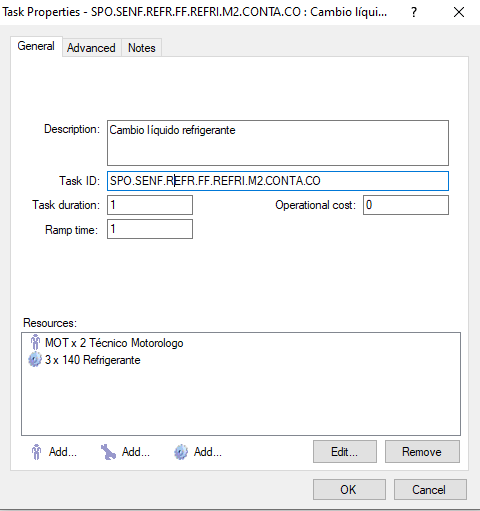 Task Properties - SPO.SENF.REFR.FF.REFRI.M2.CONTA.CO : Cambio líqui... ?
General Advanced Notes
Description: Cambio líquido refrigerante
Task ID: SPO.SENF.REFR.FF.REFRI.M2.CONTA.CO
Task duration: 1 Operational cost: 0
Ramp time: 1
Resources:
MOT x 2 Técnico Motorologo
3 x 140 Refrigerante
Add... Add... Add... Edit... Remove
OK Cancel